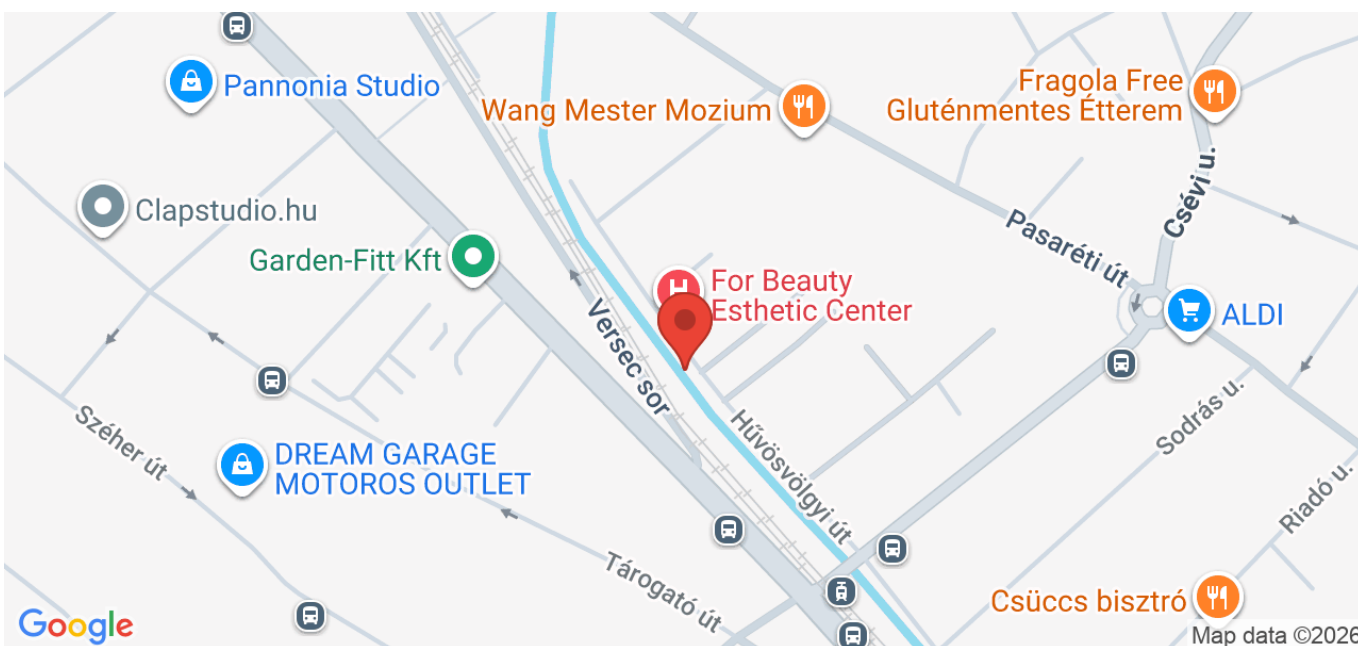 Pannonia Studio
Wang Mester Mozium
Fragola Free
Gluténmentes Étterem
Csévi u.
Clapstudio.hu
Garden-Fitt Kft
Pasaréti út
For Beauty
Esthetic Center
ALDI
Versec sor
Hűvösvölgyi út
Széher út
DREAM GARAGE
MOTOROS OUTLET
Sodrás u.
Riadó u.
Tárogató út
Csüccs bisztró
Google
Map data ©2026